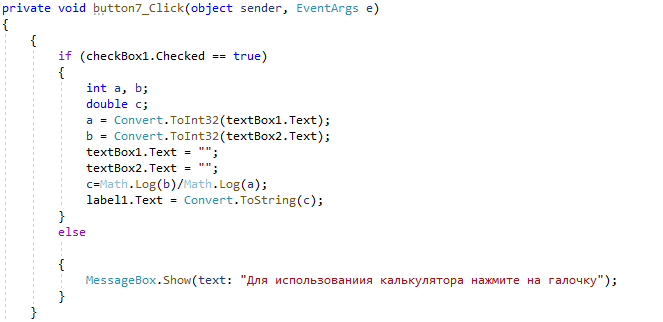 private void button7_Click(object sender, EventArgs e)
{
{
if (checkBox1.Checked == true)
{
int a, b;
double c;
a = Convert.ToInt32(textBox1.Text);
b = Convert.ToInt32(textBox2.Text);
textBox1.Text = "";
textBox2.Text = "";
c=Math.Log(b)/Math.Log(a);
label1.Text = Convert.ToString(c);
}
else
{
MessageBox.Show(text: "Для использованиия калькулятора нажмите на галочку");
}
}